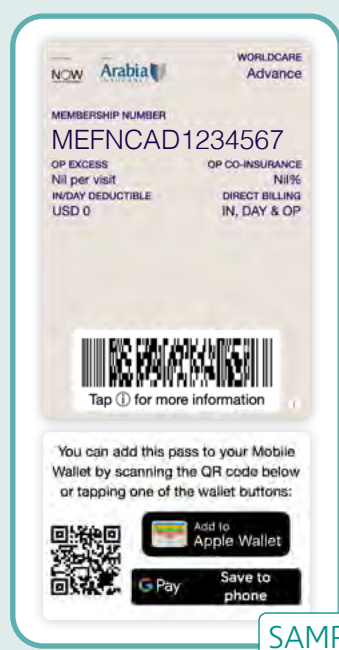 NOW Arabia INSURANCE WORLDCARE
Advance
MEMBERSHIP NUMBER
MEFNCAD1234567
OP EXCESS OP CO-INSURANCE
Nil per visit Nil%
IN/DAY DEDUCTIBLE DIRECT BILLING
USD 0 IN, DAY & OP
Tap ⓘ for more information
You can add this pass to your Mobile
Wallet by scanning the QR code below
or tapping one of the wallet buttons:
Add to
Apple Wallet
G Pay Save to
phone
SAMP